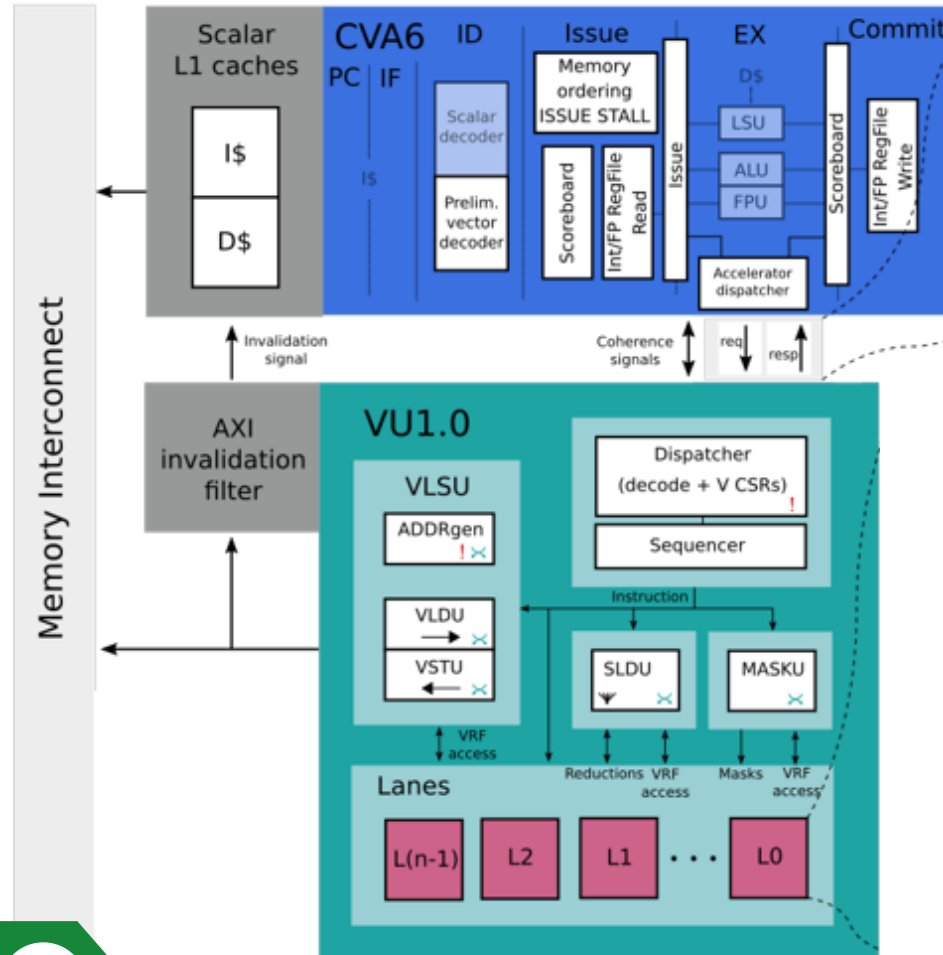 Memory Interconnect
Scalar
L1 caches
I$
D$
CVA6
PC
IF
I$
ID
Scalar
decoder
Prelim.
vector
decoder
Issue
Memory
ordering
ISSUE STALL
Scoreboard
Int/FP RegFile
Read
Issue
EX
D$
LSU
ALU
FPU
Accelerator
dispatcher
Scoreboard
Commit
Int/FP RegFile
Write
Invalidation
signal
Coherence
signals
req
resp
AXI
invalidation
filter
VU1.0
VLSU
ADDRgen
!
VLDU
VSTU
Dispatcher
(decode + V CSRs)
!
Sequencer
Instruction
SLDU
MASKU
VRF
access
Reductions
VRF
access
Masks
VRF
access
Lanes
L(n-1)
L2
L1
• • •
L0